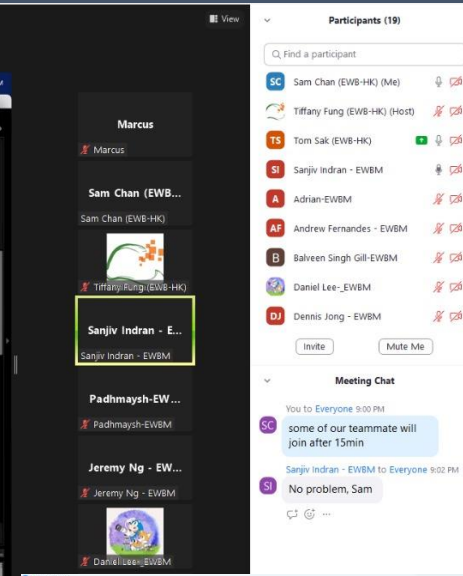 View
Marcus
Marcus
Sam Chan (EWB...
Sam Chan (EWB-HK)
Tiffany Fung (EWB-HK)
Sanjiv Indran - E...
Sanjiv Indran - EWBM
Padhmaysh-EW...
Padhmaysh-EWBM
Jeremy Ng - EW...
Jeremy Ng - EWBM
Daniel Lee-_EWBM
Participants (19)
Find a participant
SC Sam Chan (EWB-HK) (Me)
Tiffany Fung (EWB-HK) (Host)
TS Tom Sak (EWB-HK)
SI Sanjiv Indran - EWBM
A Adrian-EWBM
AF Andrew Fernandes - EWBM
B Balveen Singh Gill-EWBM
Daniel Lee-_EWBM
DJ Dennis Jong - EWBM
Invite Mute Me
Meeting Chat
You to Everyone 9:00 PM
SC some of our teammate will
join after 15min
Sanjiv Indran - EWBM to Everyone 9:02 PM
SI No problem, Sam